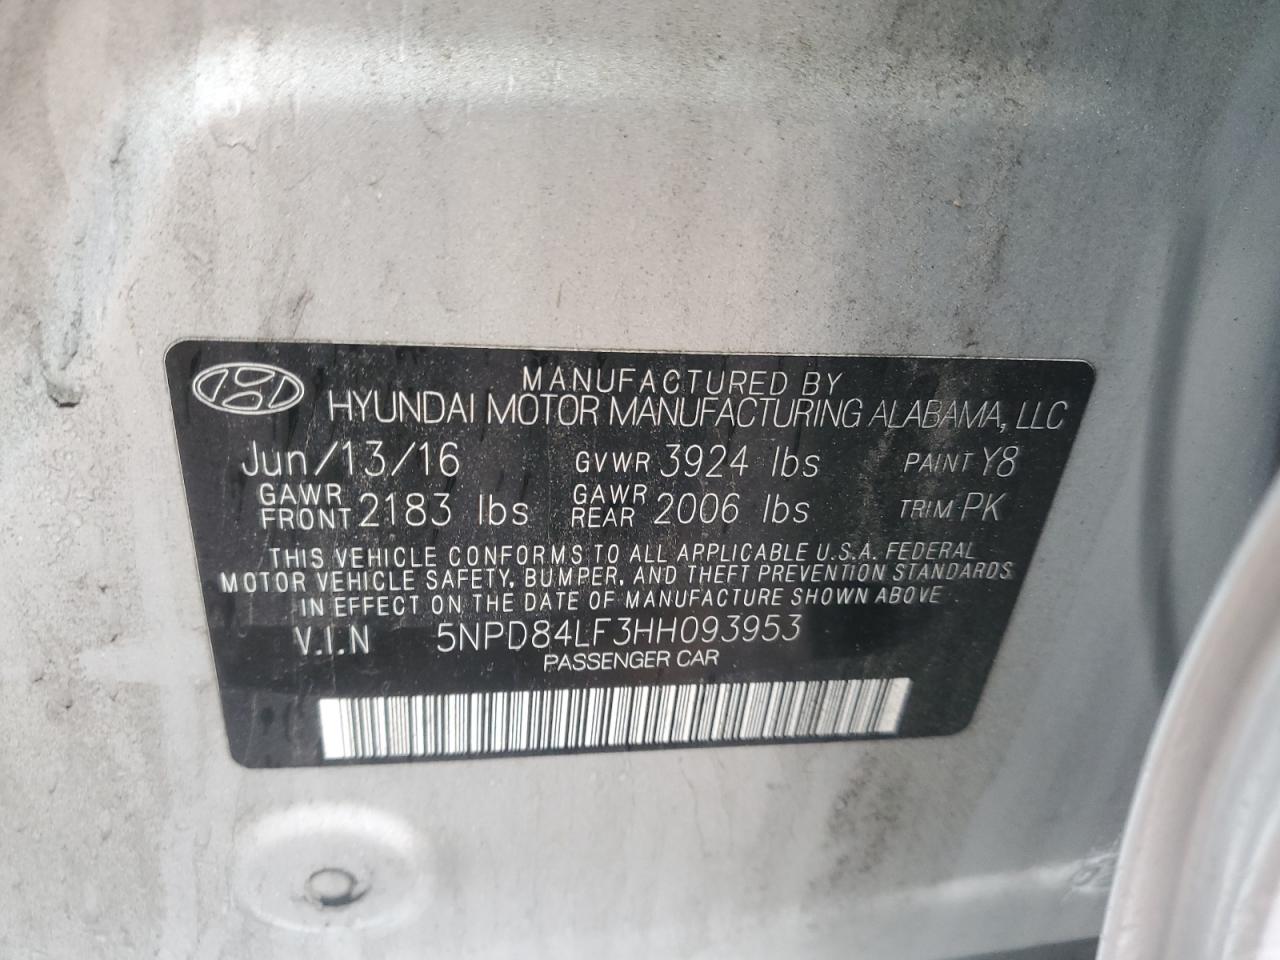 MANUFACTURED BY
HYUNDAI MOTOR MANUFACTURING ALABAMA, LLC
Jun/13/16 GVWR 3924 lbs PAINT Y8
GAWR FRONT 2183 lbs GAWR REAR 2006 lbs TRIM PK
THIS VEHICLE CONFORMS TO ALL APPLICABLE U.S.A. FEDERAL
MOTOR VEHICLE SAFETY, BUMPER, AND THEFT PREVENTION STANDARDS
IN EFFECT ON THE DATE OF MANUFACTURE SHOWN ABOVE
V.I.N 5NPD84LF3HH093953
PASSENGER CAR